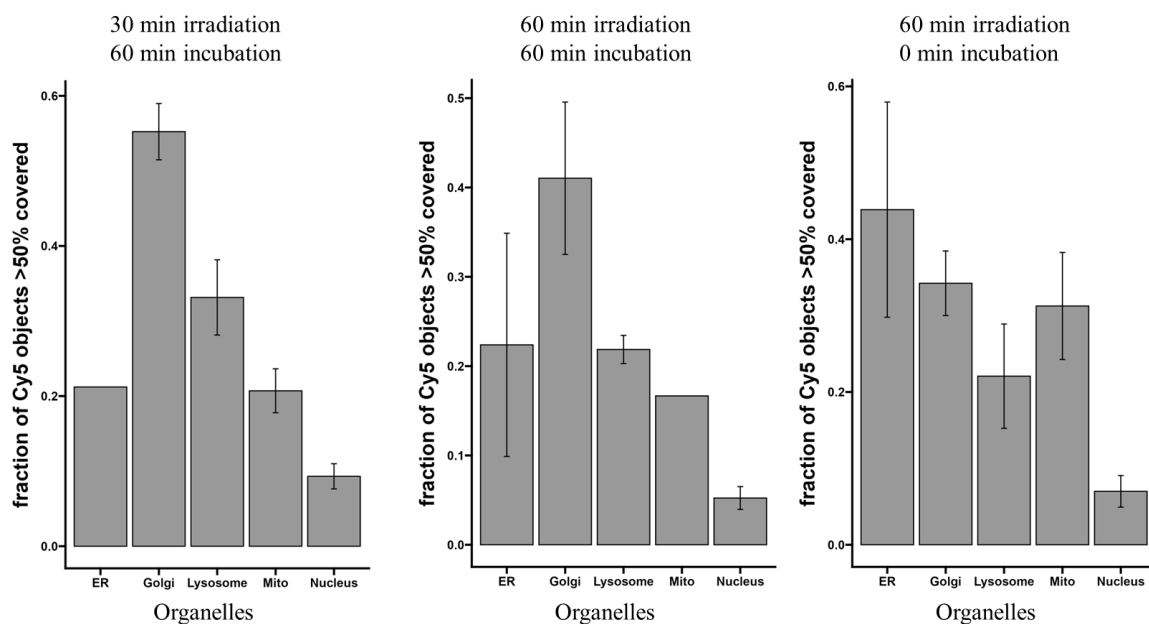 30 min irradiation
60 min incubation
fraction of Cy5 objects >50% covered
0.6
0.4
0.2
0.0
ER Golgi Lysosome Mito Nucleus
Organelles
60 min irradiation
60 min incubation
fraction of Cy5 objects >50% covered
0.5
0.4
0.3
0.2
0.1
0.0
ER Golgi Lysosome Mito Nucleus
Organelles
60 min irradiation
0 min incubation
fraction of Cy5 objects >50% covered
0.6
0.4
0.2
0.0
ER Golgi Lysosome Mito Nucleus
Organelles